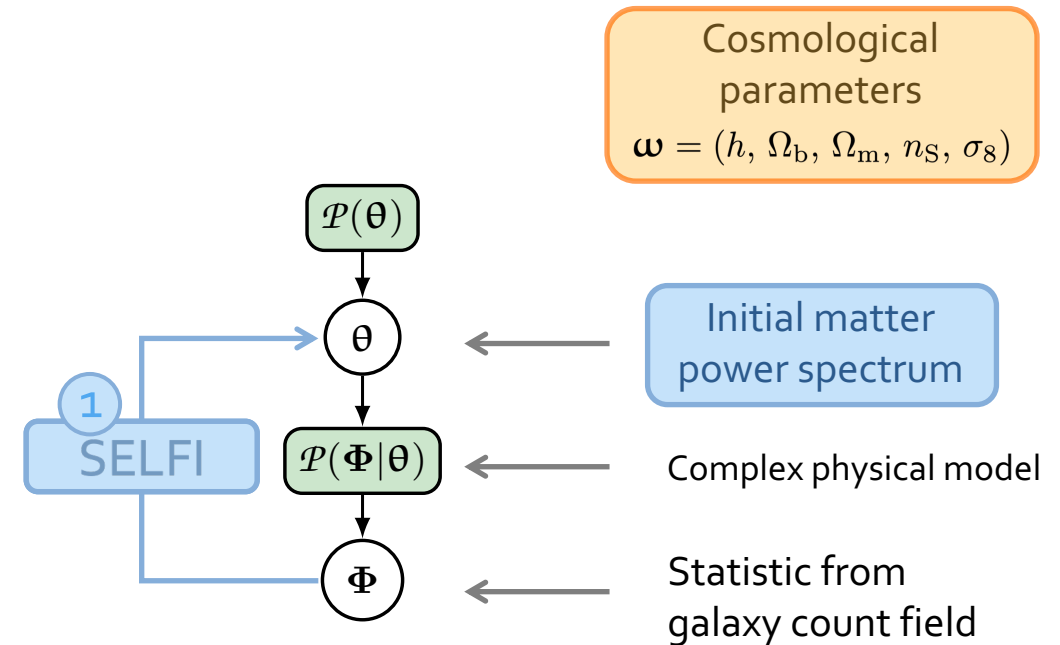 Cosmological
parameters
𝛚 = (h, Ω_b, Ω_m, n_S, σ_8)
𝒫(𝛉)
θ
Initial matter
power spectrum
1
SELFI
𝒫(𝚽|𝛉)
Complex physical model
𝚽
Statistic from
galaxy count field